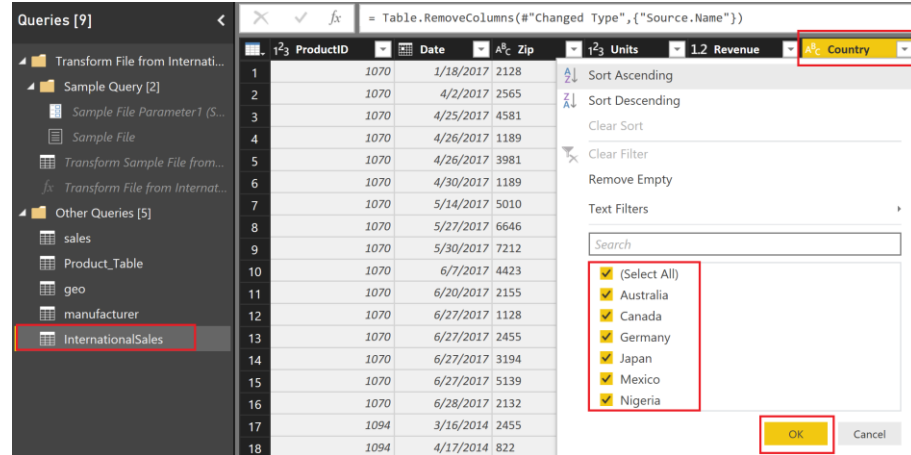 Queries [9]
fx = Table.RemoveColumns(#"Changed Type",{"Source.Name"})
Transform File from Internati...
Sample Query [2]
Sample File Parameter1 (S...
Sample File
Transform Sample File from...
fx Transform File from Internat...
Other Queries [5]
sales
Product_Table
geo
manufacturer
InternationalSales
1²3 ProductID Date ABC Zip 1²3 Units 1.2 Revenue ABC Country
1 1070 1/18/2017 2128
2 1070 4/2/2017 2565
3 1070 4/25/2017 4581
4 1070 4/26/2017 1189
5 1070 4/26/2017 3981
6 1070 4/30/2017 1189
7 1070 5/14/2017 5010
8 1070 5/27/2017 6646
9 1070 5/30/2017 7212
10 1070 6/7/2017 4423
11 1070 6/20/2017 2155
12 1070 6/27/2017 1128
13 1070 6/27/2017 2455
14 1070 6/27/2017 3194
15 1070 6/27/2017 5139
16 1070 6/28/2017 2132
17 1094 3/16/2014 2455
18 1094 4/17/2014 822
Sort Ascending
Sort Descending
Clear Sort
Clear Filter
Remove Empty
Text Filters
Search
(Select All)
Australia
Canada
Germany
Japan
Mexico
Nigeria
OK Cancel